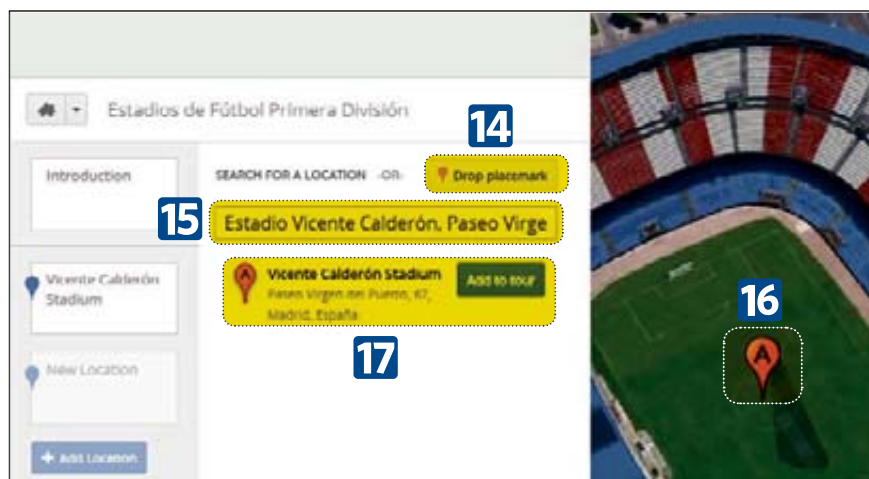 Estadios de Fútbol Primera División
14
Introduction
SEARCH FOR A LOCATION -OR- Drop placemark
15
Estadio Vicente Calderón, Paseo Virge
Vicente Calderón
Stadium
A
Vicente Calderón Stadium
Add to tour
Paseo Virgen del Puerto, 67,
Madrid, España
16
A
17
New Location
+ Add Location